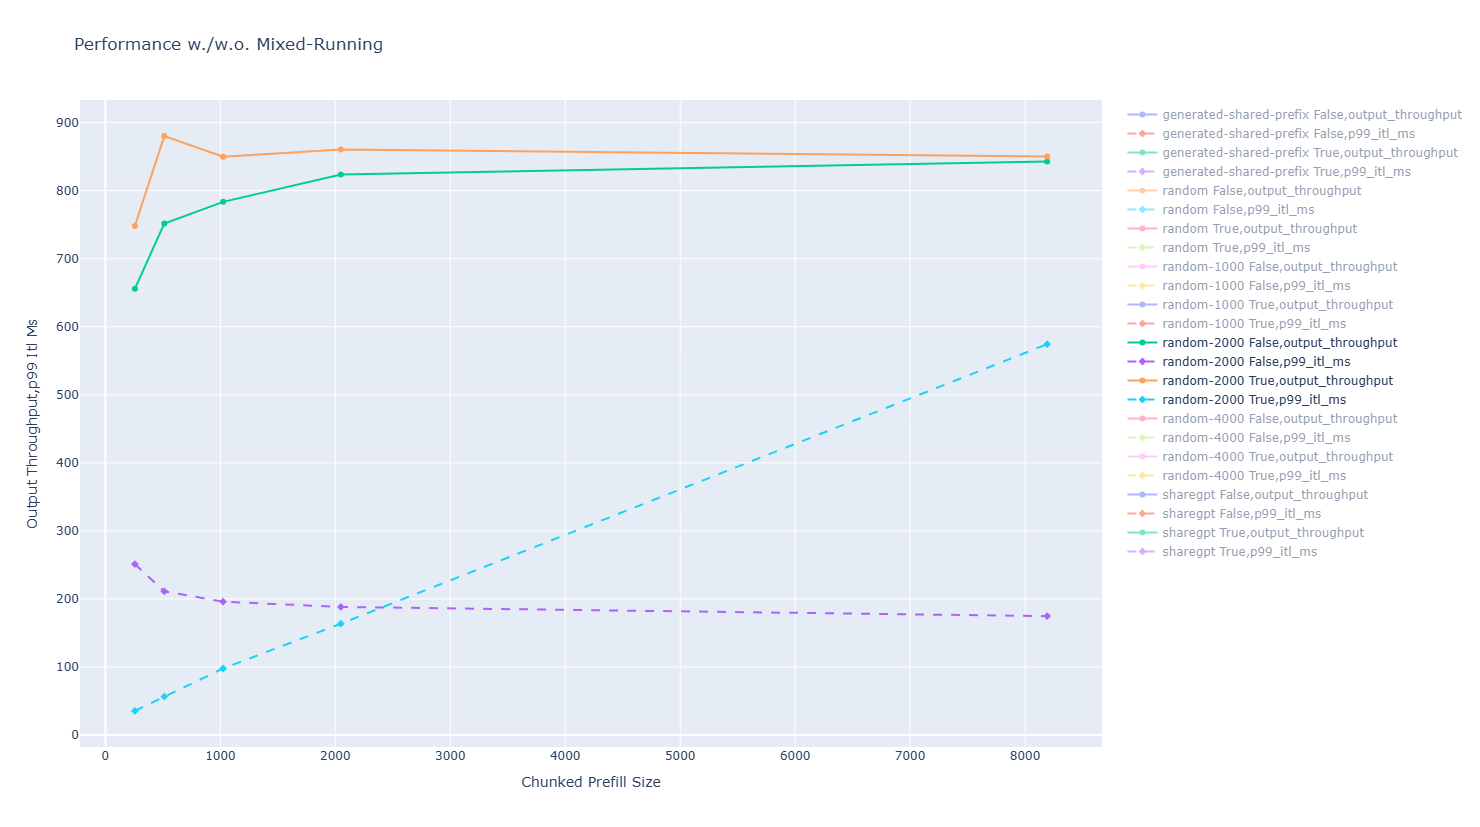 Performance w./w.o. Mixed-Running
Output Throughput,p99 Itl Ms
900
800
700
600
500
400
300
200
100
0
0 1000 2000 3000 4000 5000 6000 7000 8000
Chunked Prefill Size
generated-shared-prefix False,output_throughput
generated-shared-prefix False,p99_itl_ms
generated-shared-prefix True,output_throughput
generated-shared-prefix True,p99_itl_ms
random False,output_throughput
random False,p99_itl_ms
random True,output_throughput
random True,p99_itl_ms
random-1000 False,output_throughput
random-1000 False,p99_itl_ms
random-1000 True,output_throughput
random-1000 True,p99_itl_ms
random-2000 False,output_throughput
random-2000 False,p99_itl_ms
random-2000 True,output_throughput
random-2000 True,p99_itl_ms
random-4000 False,output_throughput
random-4000 False,p99_itl_ms
random-4000 True,output_throughput
random-4000 True,p99_itl_ms
sharegpt False,output_throughput
sharegpt False,p99_itl_ms
sharegpt True,output_throughput
sharegpt True,p99_itl_ms